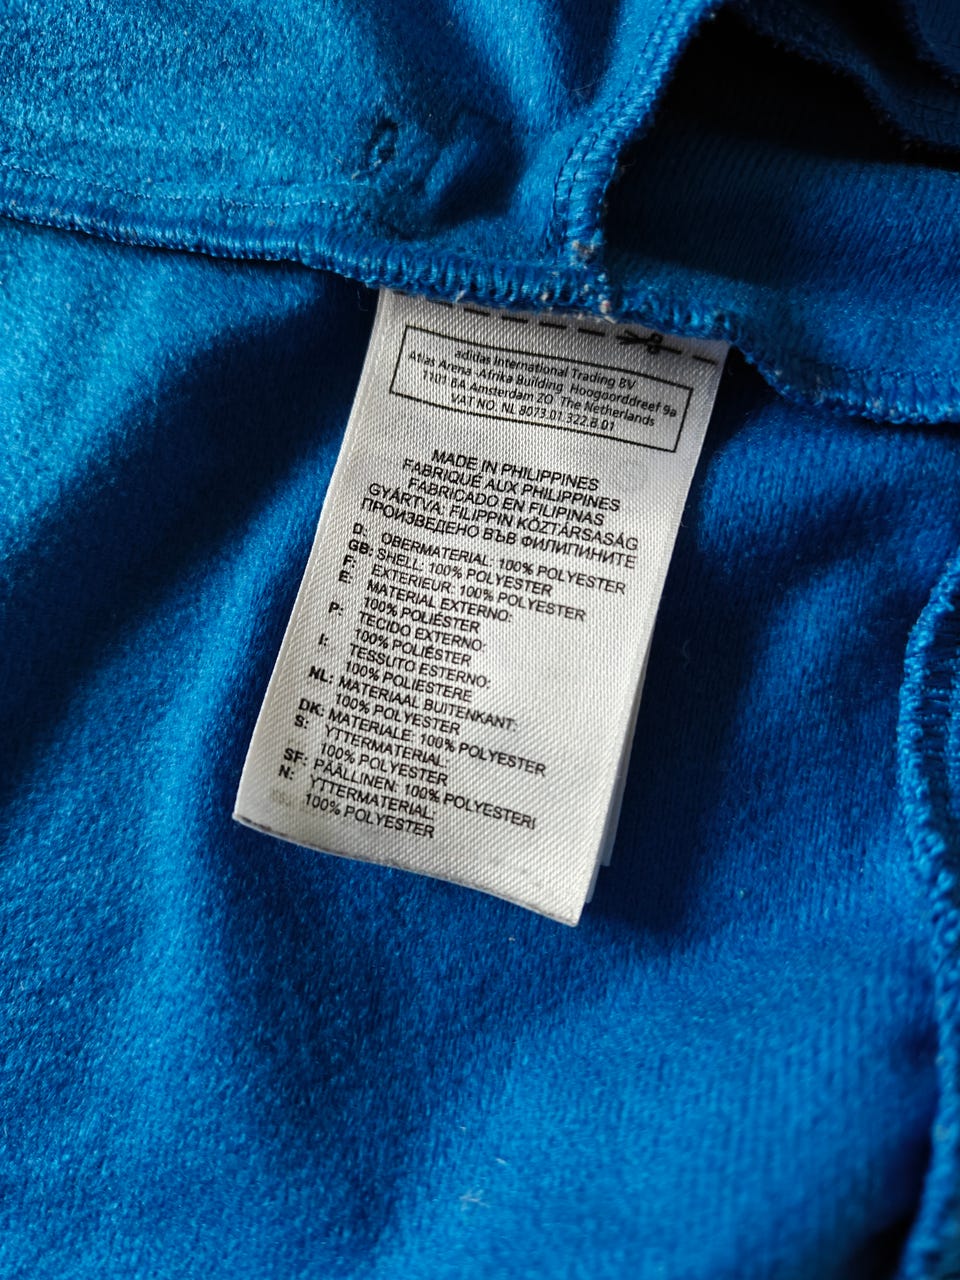 adidas International Trading BV
Atlas Arena -Afrika Building Hoogoorddreef 9a
1101 BA Amsterdam ZO The Netherlands
VAT NO. NL 8073.01.322.B.01
MADE IN PHILIPPINES
FABRIQUÉ AUX PHILIPPINES
FABRICADO EN FILIPINAS
GYÁRTVA: FILIPPIN KÖZTÁRSASÁG
ПРОИЗВЕДЕНО ВЪВ ФИЛИПИНИТЕ
D: OBERMATERIAL: 100% POLYESTER
GB: SHELL: 100% POLYESTER
F: EXTERIEUR: 100% POLYESTER
E: MATERIAL EXTERNO:
100% POLIÉSTER
P: TECIDO EXTERNO:
100% POLIÉSTER
I: TESSUTO ESTERNO:
100% POLIESTERE
NL: MATERIAAL BUITENKANT:
100% POLYESTER
DK: MATERIALE: 100% POLYESTER
S: YTTERMATERIAL:
100% POLYESTER
SF: PÄÄLLINEN: 100% POLYESTERI
N: YTTERMATERIAL:
100% POLYESTER